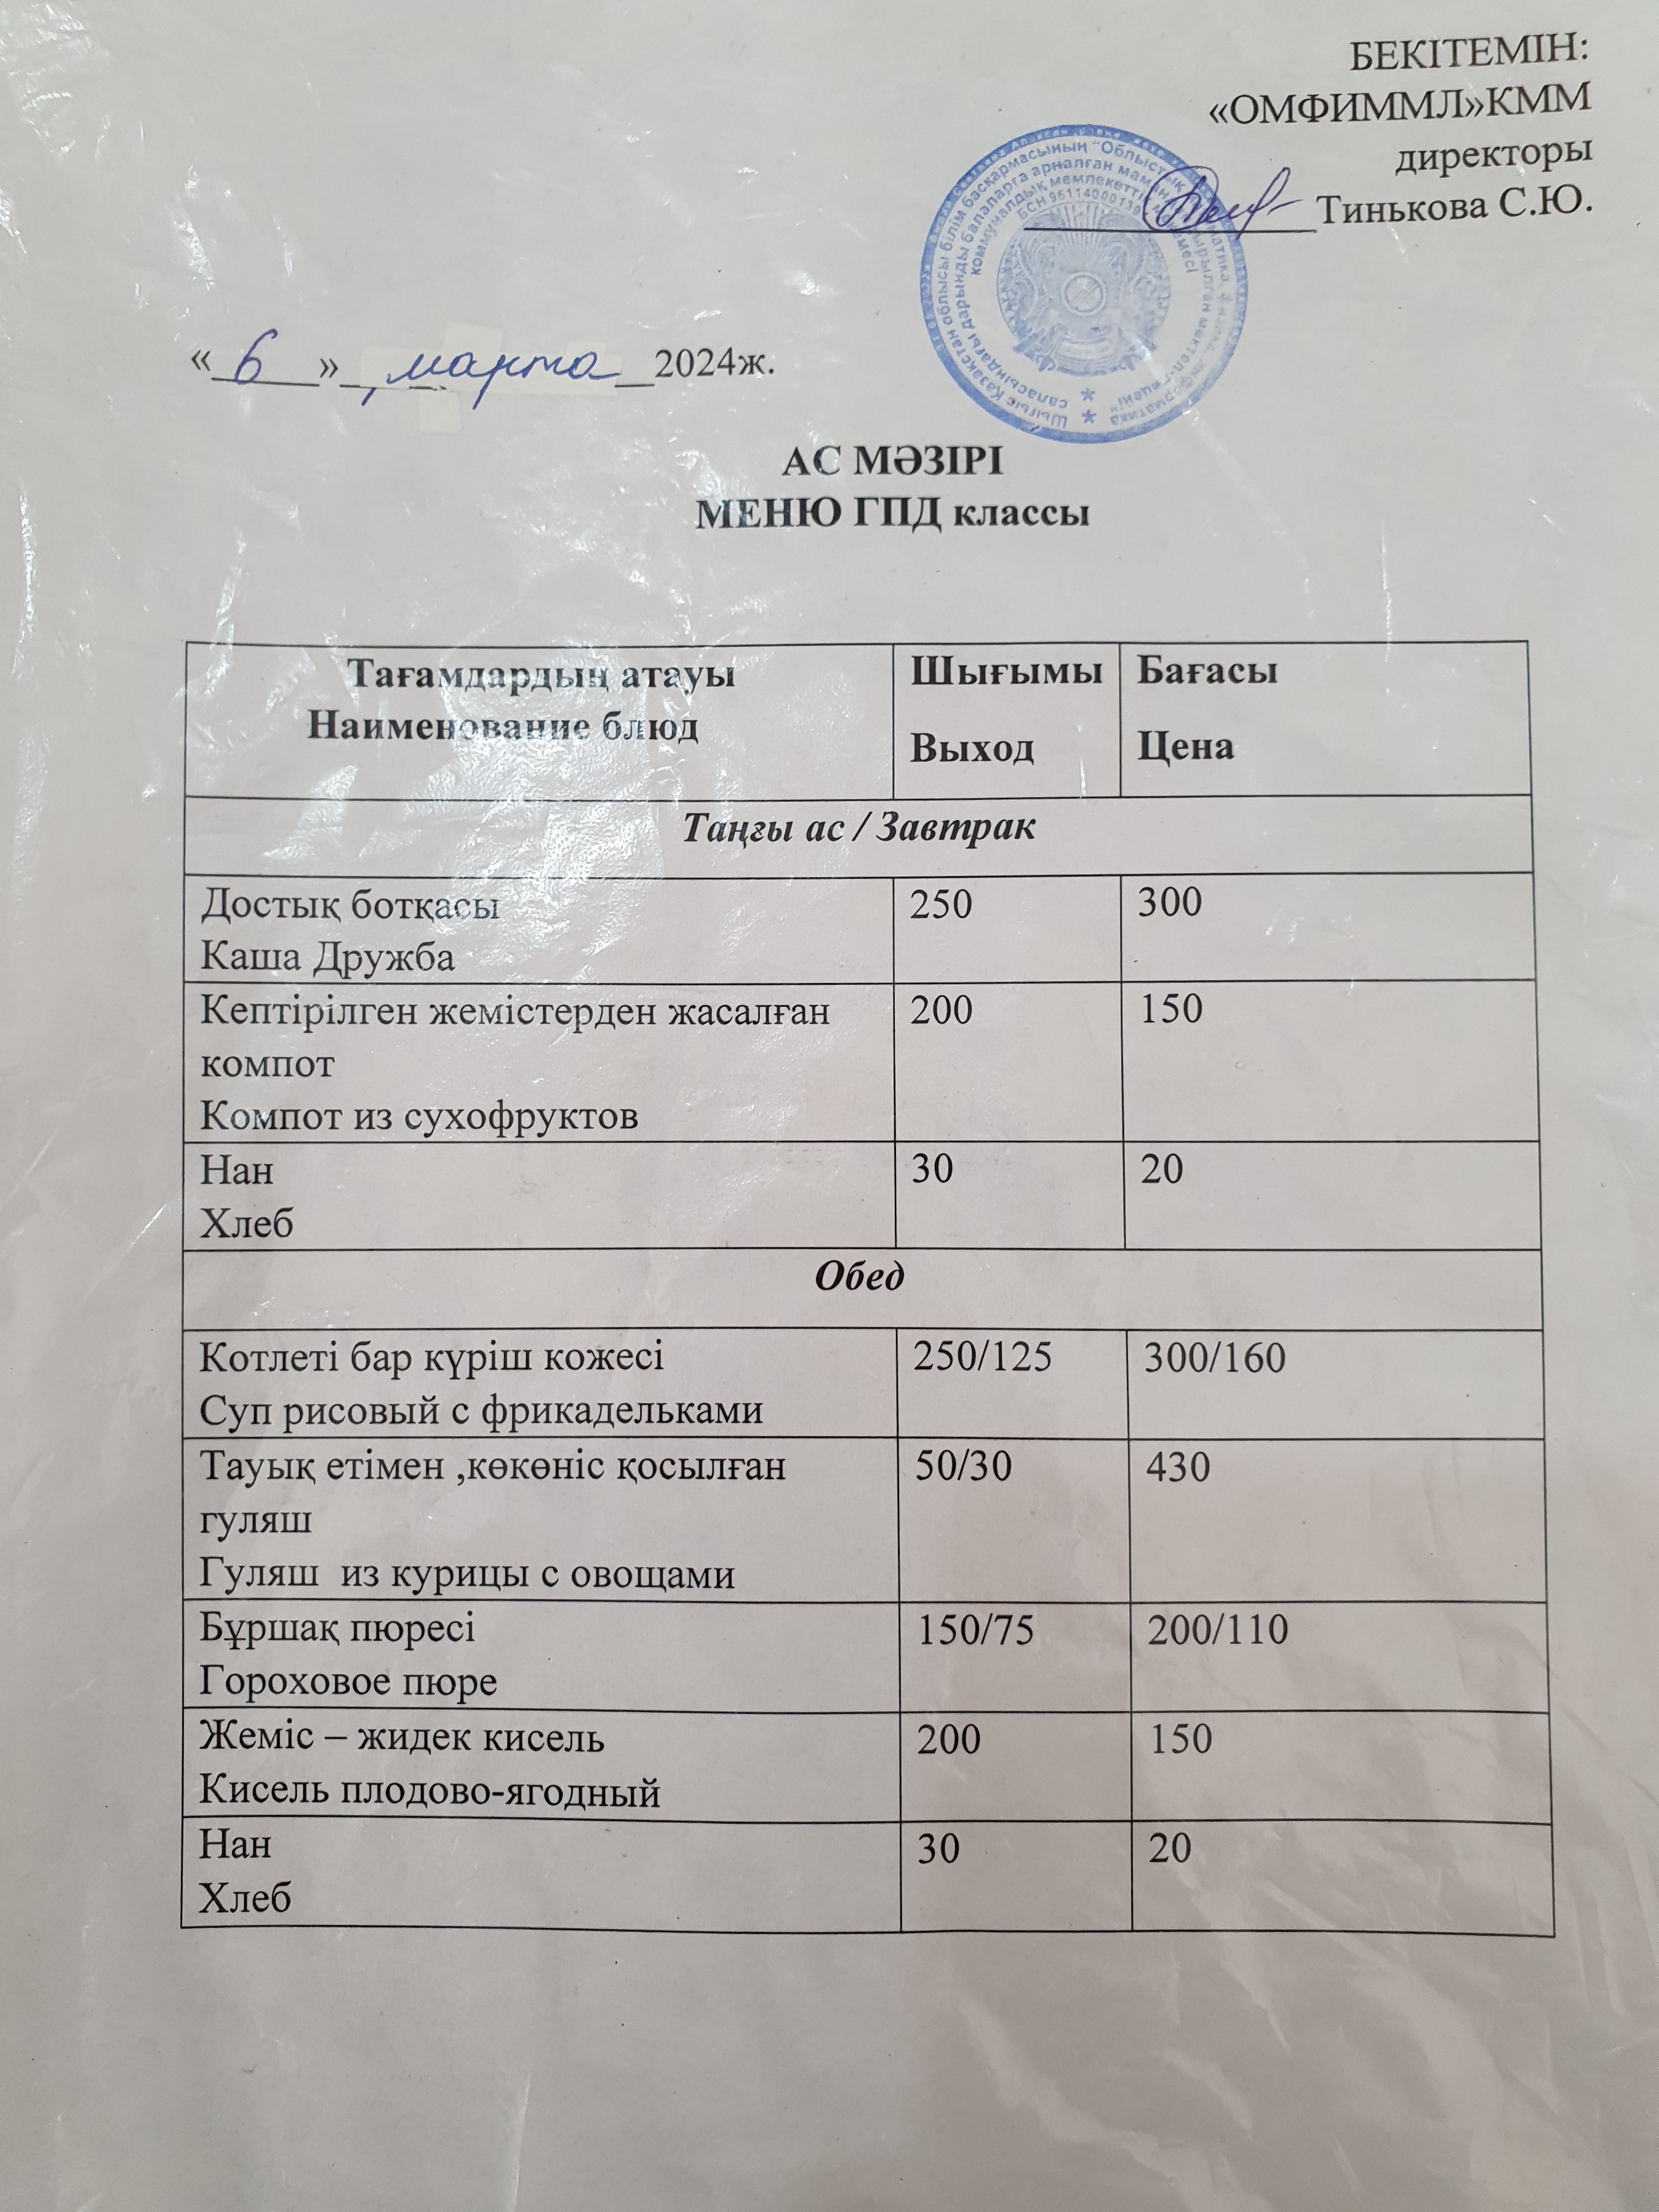 БЕКІТЕМІН:
«ОМФИММЛ»КММ
директоры
Тинькова С.Ю.
« 6 » марта 2024ж.
АС МӘЗІРІ
МЕНЮ ГПД классы
Тағамдардың атауы
Наименование блюд
Шығымы
Выход
Бағасы
Цена
Таңғы ас / Завтрак
Достық ботқасы
Каша Дружба
250
300
Кептірілген жемістерден жасалған
компот
Компот из сухофруктов
200
150
Нан
Хлеб
30
20
Обед
Котлеті бар күріш кожесі
Суп рисовый с фрикадельками
250/125
300/160
Тауық етімен ,көкөніс қосылған
гуляш
Гуляш из курицы с овощами
50/30
430
Бұршақ пюресі
Гороховое пюре
150/75
200/110
Жеміс – жидек кисель
Кисель плодово-ягодный
200
150
Нан
Хлеб
30
20